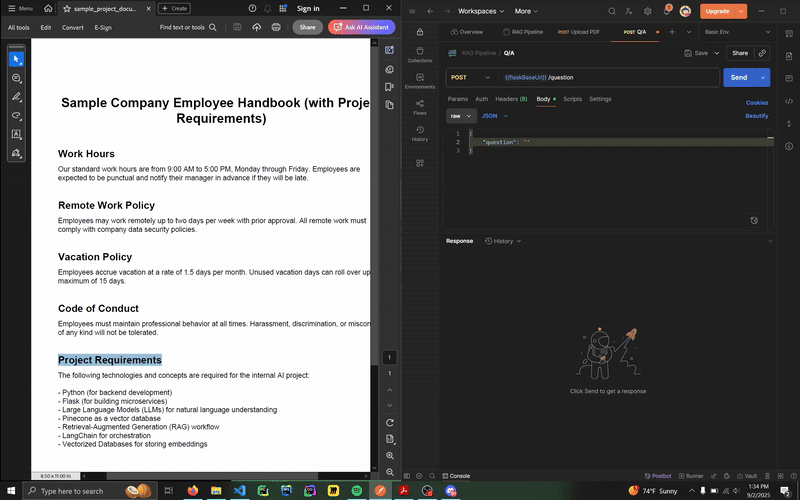 Menu
sample_project_docu...
Create
Sign in
All tools
Edit
Convert
E-Sign
Find text or tools
Share
Ask AI Assistant
Sample Company Employee Handbook (with Proje
Requirements)
Work Hours
Our standard work hours are from 9:00 AM to 5:00 PM, Monday through Friday. Employees are
expected to be punctual and notify their manager in advance if they will be late.
Remote Work Policy
Employees may work remotely up to two days per week with prior approval. All remote work must
comply with company data security policies.
Vacation Policy
Employees accrue vacation at a rate of 1.5 days per month. Unused vacation days can roll over up
maximum of 15 days.
Code of Conduct
Employees must maintain professional behavior at all times. Harassment, discrimination, or miscon
of any kind will not be tolerated.
Project Requirements
The following technologies and concepts are required for the internal AI project:
- Python (for backend development)
- Flask (for building microservices)
- Large Language Models (LLMs) for natural language understanding
- Pinecone as a vector database
- Retrieval-Augmented Generation (RAG) workflow
- LangChain for orchestration
- Vectorized Databases for storing embeddings
1
1
8.50 x 11.00 in
Workspaces
More
Upgrade
Collections
Environments
Flows
History
Overview
RAG Pipeline
POST Upload PDF
POST Q/A
Basic Env
RAG Pipeline / Q/A
Save
Share
POST
{{flaskBaseUrl}} /question
Send
Params
Auth
Headers (8)
Body
Scripts
Settings
Cookies
raw
JSON
Beautify
1 {
2 "question": ""
3 }
Response
History
Click Send to get a response
Console
Postbot
Runner
Vault
Type here to search
74°F Sunny
1:34 PM
9/2/2025